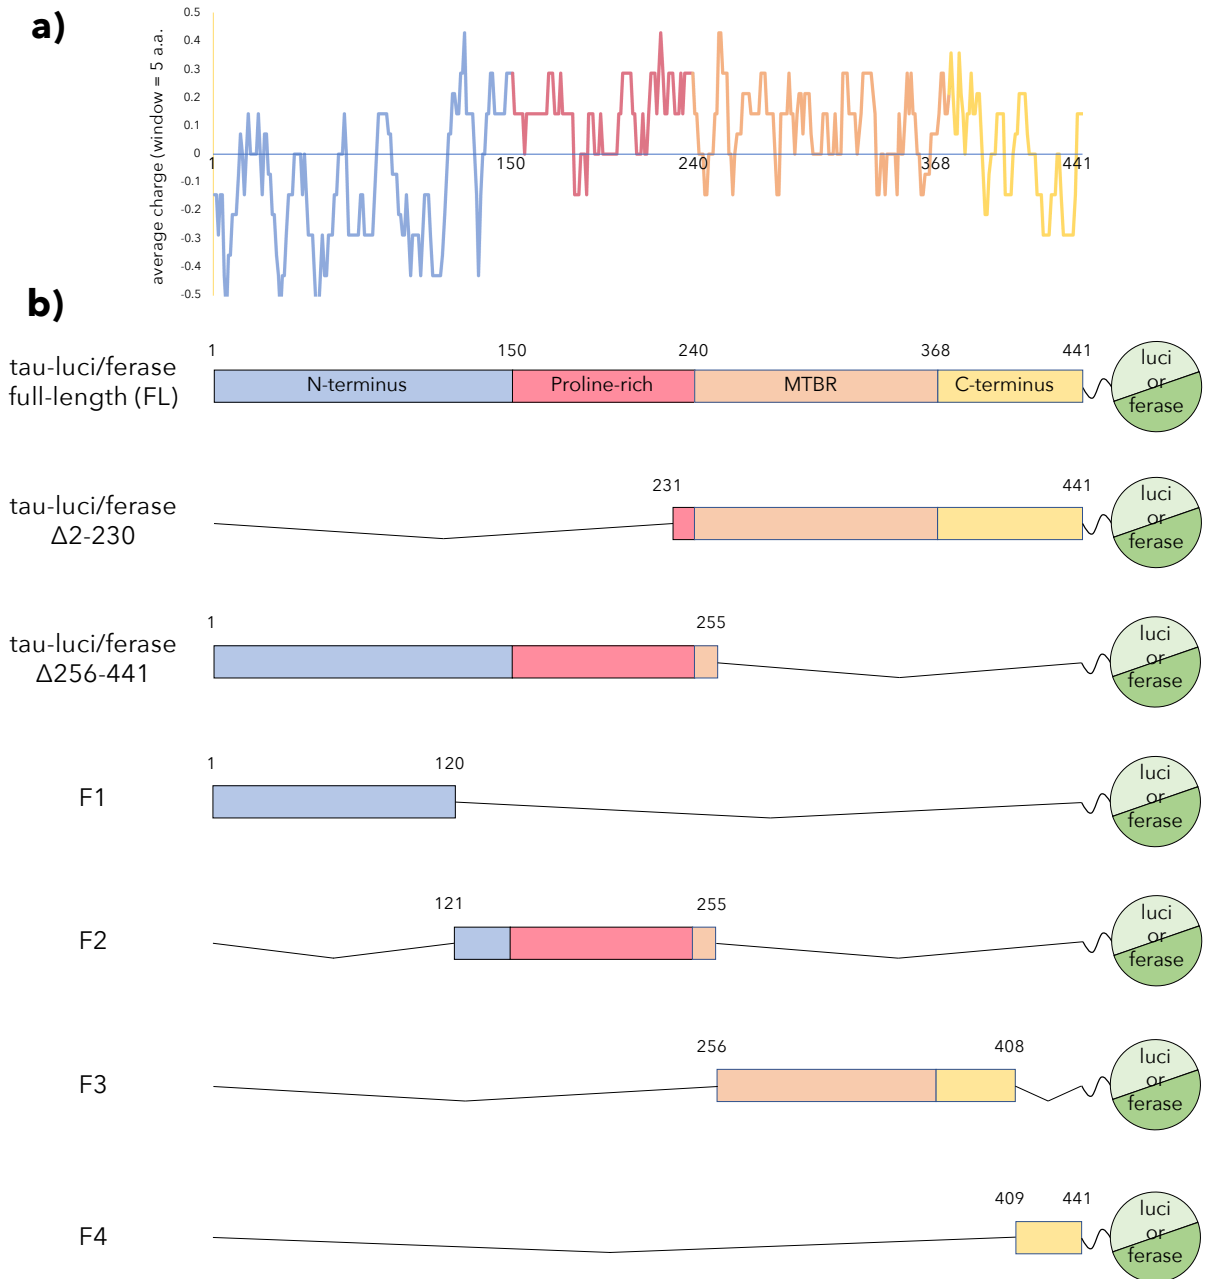 a)
average charge (window = 5 a.a.
0.5
0.4
0.3
0.2
0.1
0
-0.1
-0.2
-0.3
-0.4
-0.5
1 150 240 368 441
b)
1 150 240 368 441
tau-luci/ferase
full-length (FL)
N-terminus Proline-rich MTBR C-terminus
luci
or
ferase
231 441
tau-luci/ferase
Δ2-230
luci
or
ferase
1 255
tau-luci/ferase
Δ256-441
luci
or
ferase
1 120
F1
luci
or
ferase
121 255
F2
luci
or
ferase
256 408
F3
luci
or
ferase
409 441
F4
luci
or
ferase